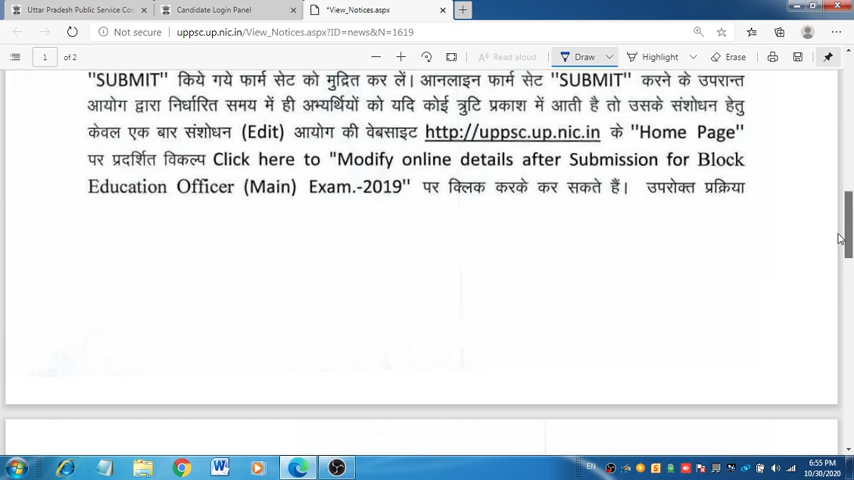 Uttar Pradesh Public Service Con
Candidate Login Panel
*View_Notices.aspx
Not secure
uppsc.up.nic.in/View_Notices.aspx?ID=news&N=1619
1
of 2
Read aloud
Draw
Highlight
Erase
"SUBMIT" किये गये फार्म सेट को मुद्रित कर लें। आनलाइन फार्म सेट "SUBMIT" करने के उपरान्त
आयोग द्वारा निर्धारित समय में ही अभ्यर्थियों को यदि कोई त्रुटि प्रकाश में आती है तो उसके संशोधन हेतु
केवल एक बार संशोधन (Edit) आयोग की वेबसाइट http://uppsc.up.nic.in के "Home Page"
पर प्रदर्शित विकल्प Click here to "Modify online details after Submission for Block
Education Officer (Main) Exam.-2019" पर क्लिक करके कर सकते हैं। उपरोक्त प्रक्रिया
EN
6:55 PM
10/30/2020